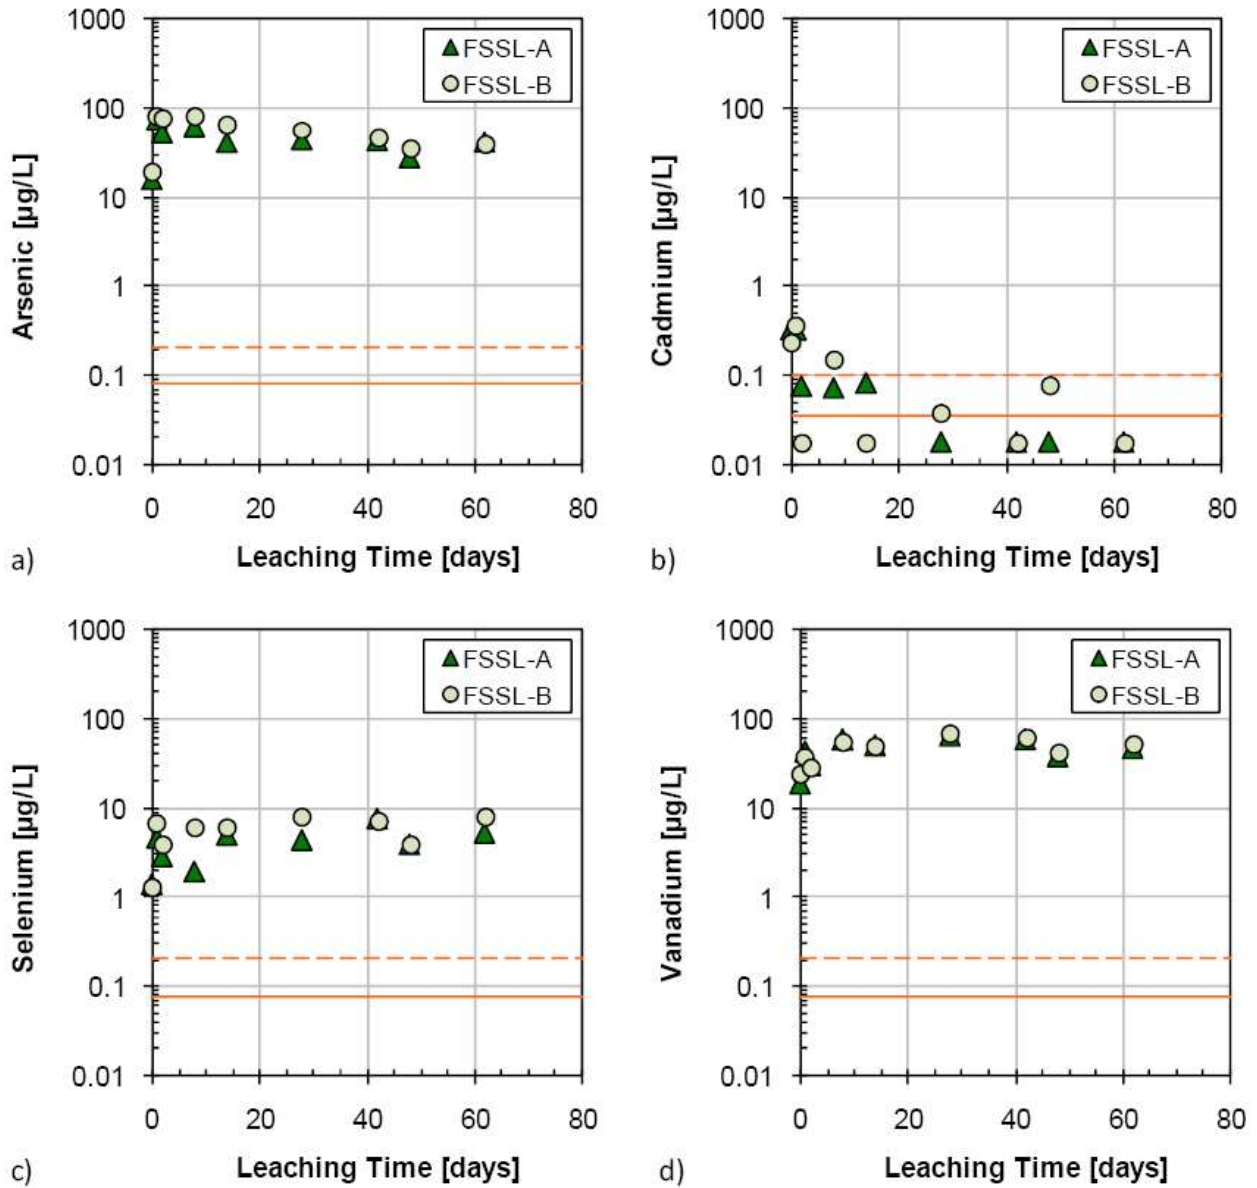 1000
100
10
1
0.1
0.01
Arsenic [µg/L]
FSSL-A
FSSL-B
0 20 40 60 80
Leaching Time [days]
a)
1000
100
10
1
0.1
0.01
Cadmium [µg/L]
FSSL-A
FSSL-B
0 20 40 60 80
Leaching Time [days]
b)
1000
100
10
1
0.1
0.01
Selenium [µg/L]
FSSL-A
FSSL-B
0 20 40 60 80
Leaching Time [days]
c)
1000
100
10
1
0.1
0.01
Vanadium [µg/L]
FSSL-A
FSSL-B
0 20 40 60 80
Leaching Time [days]
d)